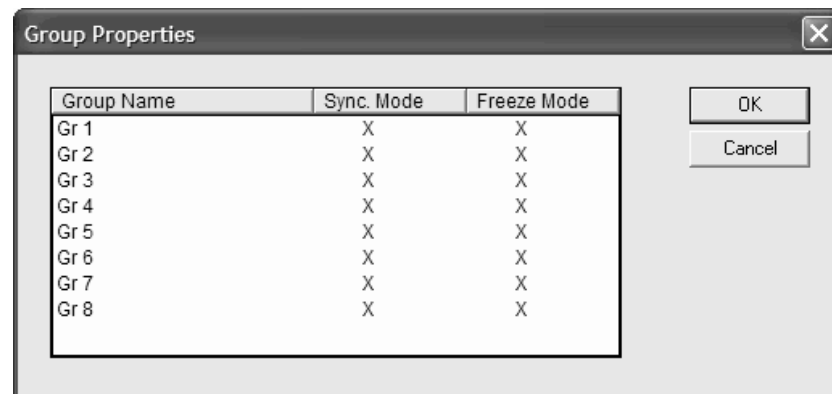 Group Properties
Group Name Sync. Mode Freeze Mode
Gr 1 X X
Gr 2 X X
Gr 3 X X
Gr 4 X X
Gr 5 X X
Gr 6 X X
Gr 7 X X
Gr 8 X X
OK
Cancel